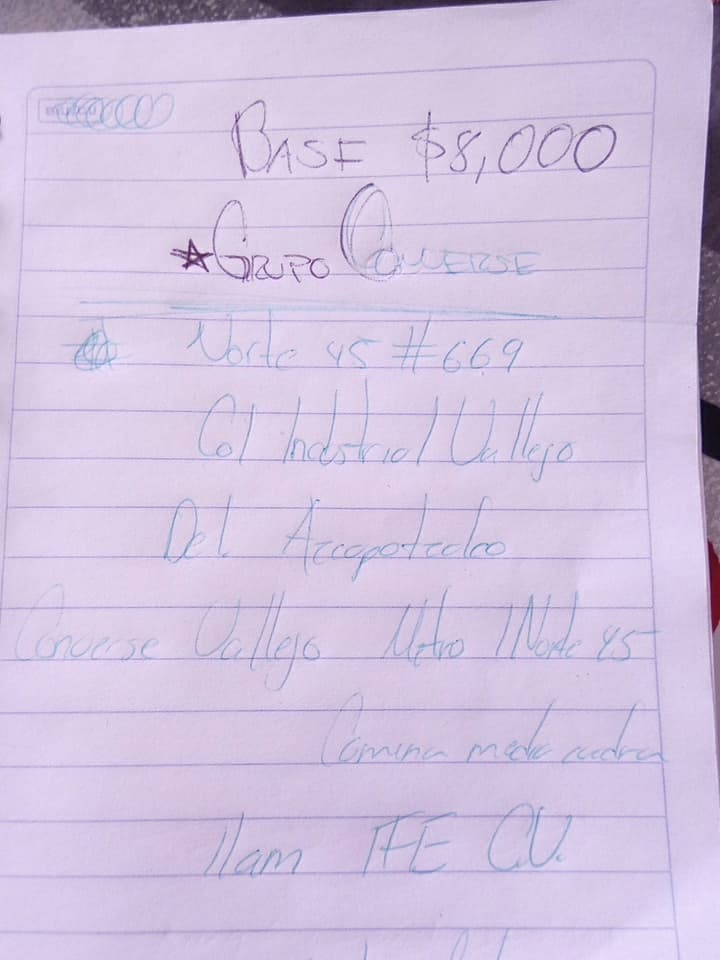 BASE $8,000
GRUPO CONVERSE
Norte 45 #669
Col Industrial Vallejo
Del. Azcapotzalco
Converse Vallejo Metro Norte 45
Camina media cuadra
11am IFE C.V.